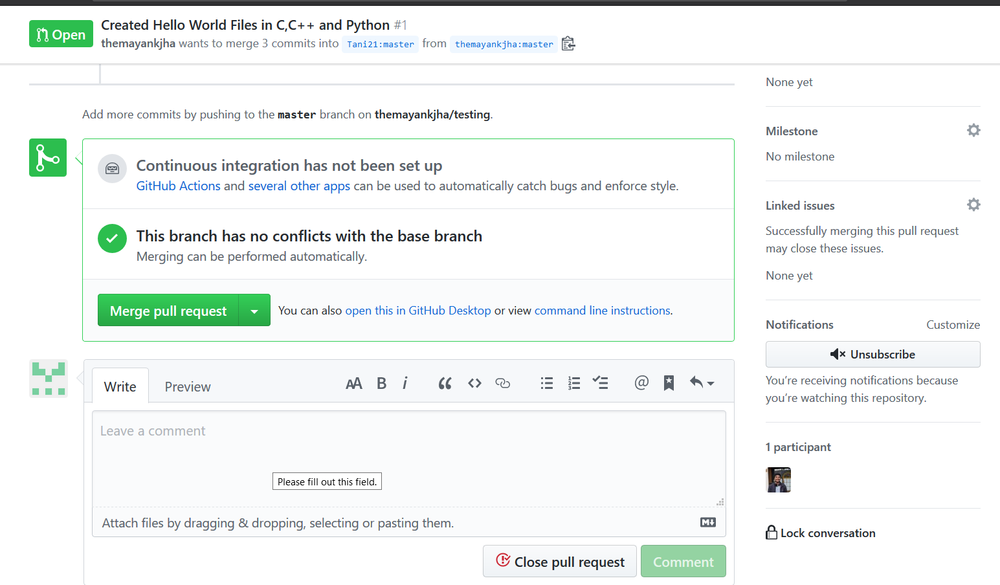 Open
Created Hello World Files in C,C++ and Python #1
themayankjha wants to merge 3 commits into Tani21:master from themayankjha:master
Add more commits by pushing to the master branch on themayankjha/testing.
Continuous integration has not been set up
GitHub Actions and several other apps can be used to automatically catch bugs and enforce style.
This branch has no conflicts with the base branch
Merging can be performed automatically.
Merge pull request
You can also open this in GitHub Desktop or view command line instructions.
Write
Preview
AA B i
Leave a comment
Please fill out this field.
Attach files by dragging & dropping, selecting or pasting them.
Close pull request
Comment
None yet
Milestone
No milestone
Linked issues
Successfully merging this pull request
may close these issues.
None yet
Notifications
Customize
Unsubscribe
You’re receiving notifications because
you’re watching this repository.
1 participant
Lock conversation